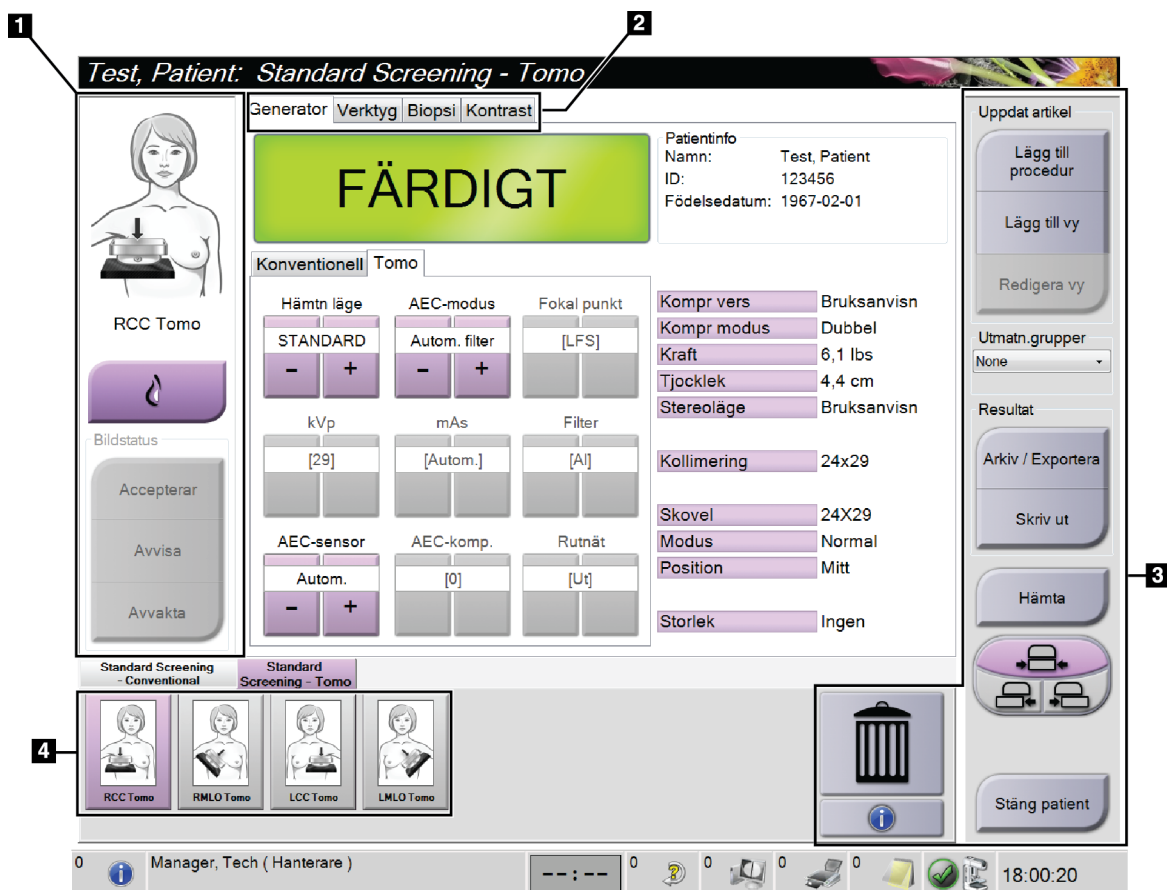 1
2
Test, Patient: Standard Screening - Tomo
Generator Verktyg Biopsi Kontrast
FÄRDIGT
Patientinfo
Namn: Test, Patient
ID: 123456
Födelsedatum: 1967-02-01
RCC Tomo
Bildstatus
Accepterar
Avvisa
Avvakta
Konventionell Tomo
Hämtn läge AEC-modus Fokal punkt
STANDARD Autom. filter [LFS]
- + - +
kVp mAs Filter
[29] [Autom.] [Al]
AEC-sensor AEC-komp. Rutnät
Autom. [0] [Ut]
- +
Kompr vers Bruksanvisn
Kompr modus Dubbel
Kraft 6,1 lbs
Tjocklek 4,4 cm
Stereoläge Bruksanvisn
Kollimering 24x29
Skovel 24X29
Modus Normal
Position Mitt
Storlek Ingen
Uppdat artikel
Lägg till
procedur
Lägg till vy
Redigera vy
Utmatn.grupper
None
Resultat
Arkiv / Exportera
Skriv ut
3
Hämta
Stäng patient
Standard Screening
- Conventional
Standard
Screening - Tomo
4
RCC Tomo RMLO Tomo LCC Tomo LMLO Tomo
0 Manager, Tech ( Hanterare ) --:-- 0 0 0 0 18:00:20